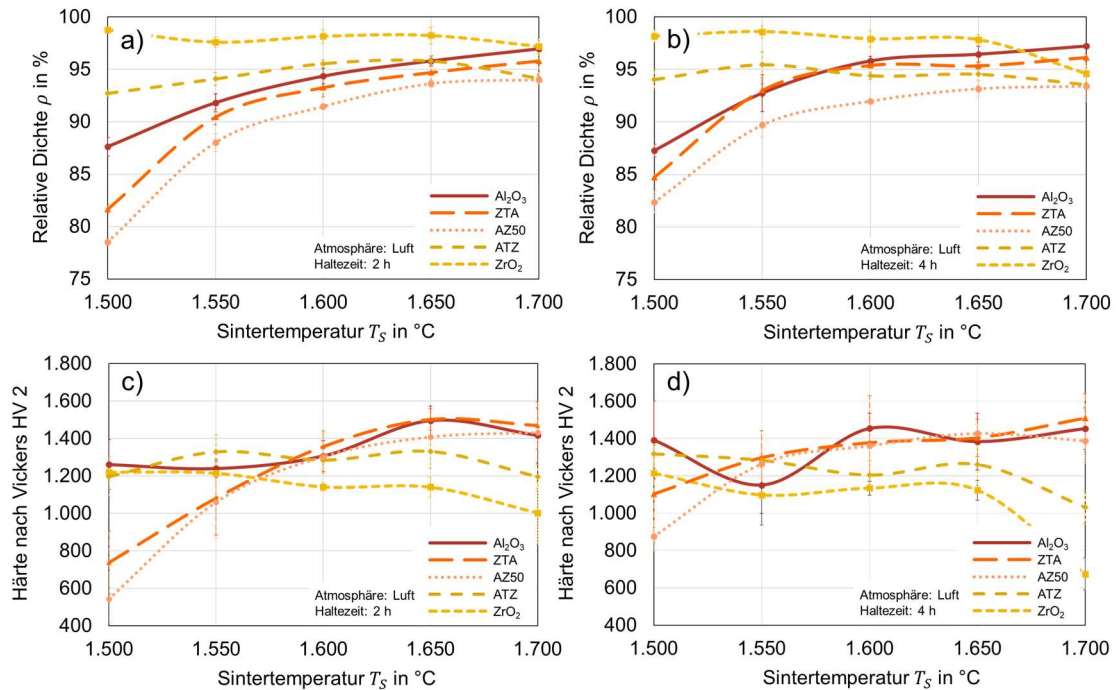 a)
Relative Dichte ρ in %
100
95
90
85
80
75
Al₂O₃
ZTA
AZ50
ATZ
ZrO₂
Atmosphäre: Luft
Haltezeit: 2 h
1.500 1.550 1.600 1.650 1.700
Sintertemperatur T_S in °C
b)
Relative Dichte ρ in %
100
95
90
85
80
75
Al₂O₃
ZTA
AZ50
ATZ
ZrO₂
Atmosphäre: Luft
Haltezeit: 4 h
1.500 1.550 1.600 1.650 1.700
Sintertemperatur T_S in °C
c)
Härte nach Vickers HV 2
1.800
1.600
1.400
1.200
1.000
800
600
400
Al₂O₃
ZTA
AZ50
ATZ
ZrO₂
Atmosphäre: Luft
Haltezeit: 2 h
1.500 1.550 1.600 1.650 1.700
Sintertemperatur T_S in °C
d)
Härte nach Vickers HV 2
1.800
1.600
1.400
1.200
1.000
800
600
400
Al₂O₃
ZTA
AZ50
ATZ
ZrO₂
Atmosphäre: Luft
Haltezeit: 4 h
1.500 1.550 1.600 1.650 1.700
Sintertemperatur T_S in °C